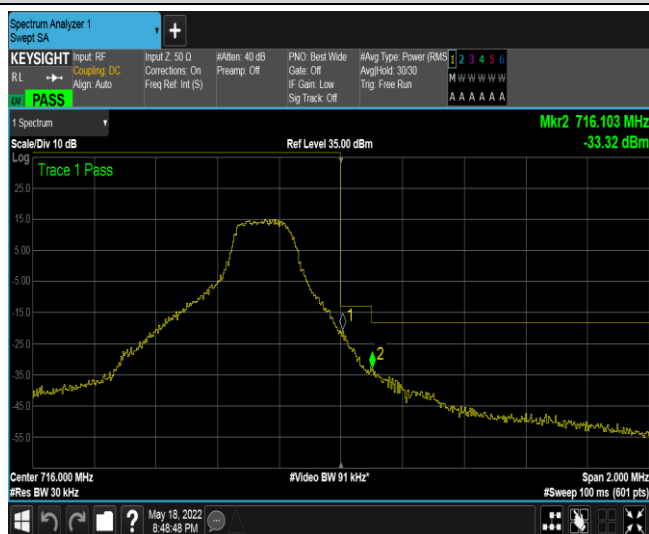 Spectrum Analyzer 1
Swept SA
+
KEYSIGHT
RL
LXI PASS
Input: RF
Coupling: DC
Align: Auto
Input Z: 50 Ω
Corrections: On
Freq Ref: Int (S)
#Atten: 40 dB
Preamp: Off
PNO: Best Wide
Gate: Off
IF Gain: Low
Sig Track: Off
#Avg Type: Power (RMS
Avg|Hold: 30/30
Trig: Free Run
1 2 3 4 5 6
M W W W W W
A A A A A A
1 Spectrum
Scale/Div 10 dB
Ref Level 35.00 dBm
Mkr2 716.103 MHz
-33.32 dBm
Log
Trace 1 Pass
25.0
15.0
5.00
-5.00
-15.0
-25.0
-35.0
-45.0
-55.0
1
2
Center 716.000 MHz
#Res BW 30 kHz
#Video BW 91 kHz*
Span 2.000 MHz
#Sweep 100 ms (601 pts)
?
May 18, 2022
8:48:48 PM